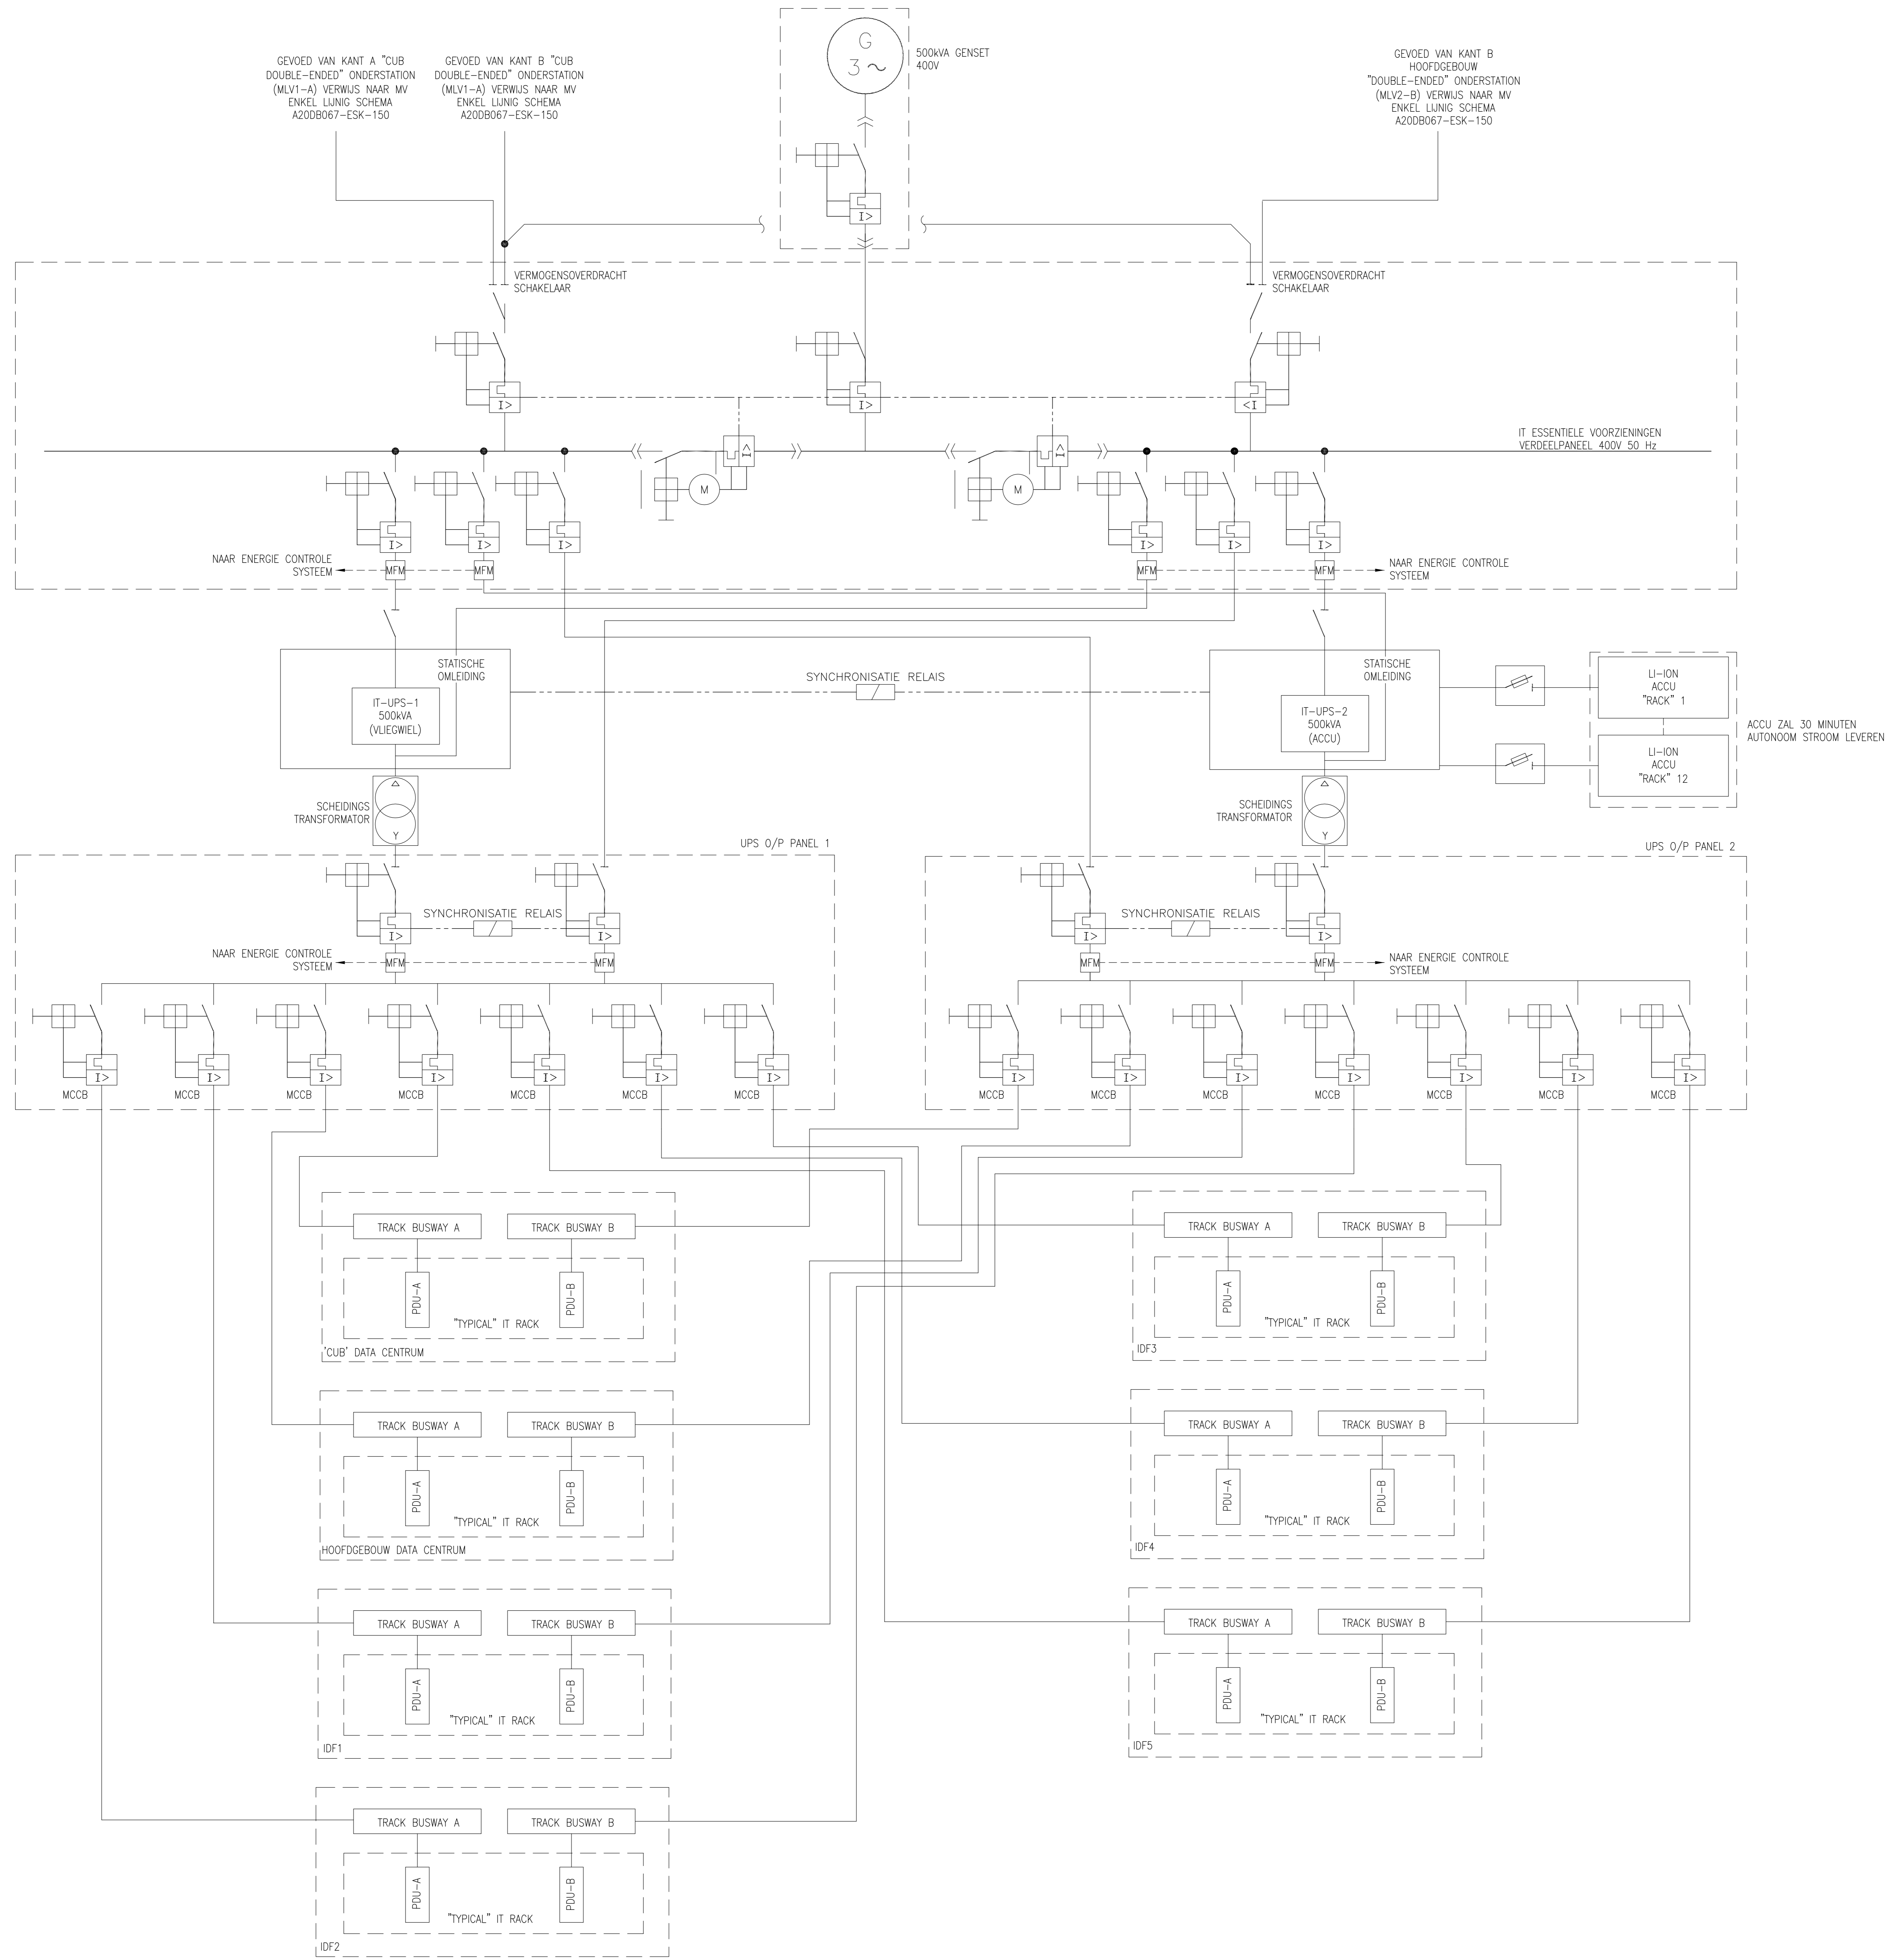 G
3 ~
500kVA GENSET
400V
GEVOED VAN KANT A "CUB
DOUBLE-ENDED" ONDERSTATION
(MLV1-A) VERWIJS NAAR MV
ENKEL LIJNIG SCHEMA
A20DB067-ESK-150
GEVOED VAN KANT B "CUB
DOUBLE-ENDED" ONDERSTATION
(MLV1-A) VERWIJS NAAR MV
ENKEL LIJNIG SCHEMA
A20DB067-ESK-150
GEVOED VAN KANT B
HOOFDGEBOUW
"DOUBLE-ENDED" ONDERSTATION
(MLV2-B) VERWIJS NAAR MV
ENKEL LIJNIG SCHEMA
A20DB067-ESK-150
I>
VERMOGENSOVERDRACHT
SCHAKELAAR
VERMOGENSOVERDRACHT
SCHAKELAAR
I>
I>
<I
I>
I>
IT ESSENTIELE VOORZIENINGEN
VERDEELPANEEL 400V 50 Hz
M
M
I>
I>
I>
I>
I>
I>
NAAR ENERGIE CONTROLE
SYSTEEM
MFM
MFM
MFM
MFM
NAAR ENERGIE CONTROLE
SYSTEEM
STATISCHE
OMLEIDING
IT-UPS-1
500kVA
(VLIEGWIEL)
SYNCHRONISATIE RELAIS
STATISCHE
OMLEIDING
IT-UPS-2
500kVA
(ACCU)
LI-ION
ACCU
"RACK" 1
LI-ION
ACCU
"RACK" 12
ACCU ZAL 30 MINUTEN
AUTONOOM STROOM LEVEREN
SCHEIDINGS
TRANSFORMATOR
Y
SCHEIDINGS
TRANSFORMATOR
Y
UPS O/P PANEL 1
SYNCHRONISATIE RELAIS
I>
I>
NAAR ENERGIE CONTROLE
SYSTEEM
MFM
MFM
I>
I>
I>
I>
I>
I>
I>
MCCB
MCCB
MCCB
MCCB
MCCB
MCCB
MCCB
UPS O/P PANEL 2
SYNCHRONISATIE RELAIS
I>
I>
MFM
MFM
NAAR ENERGIE CONTROLE
SYSTEEM
I>
I>
I>
I>
I>
I>
I>
MCCB
MCCB
MCCB
MCCB
MCCB
MCCB
MCCB
TRACK BUSWAY A
TRACK BUSWAY B
PDU-A
PDU-B
"TYPICAL" IT RACK
'CUB' DATA CENTRUM
TRACK BUSWAY A
TRACK BUSWAY B
PDU-A
PDU-B
"TYPICAL" IT RACK
IDF3
TRACK BUSWAY A
TRACK BUSWAY B
PDU-A
PDU-B
"TYPICAL" IT RACK
HOOFDGEBOUW DATA CENTRUM
TRACK BUSWAY A
TRACK BUSWAY B
PDU-A
PDU-B
"TYPICAL" IT RACK
IDF4
TRACK BUSWAY A
TRACK BUSWAY B
PDU-A
PDU-B
"TYPICAL" IT RACK
IDF1
TRACK BUSWAY A
TRACK BUSWAY B
PDU-A
PDU-B
"TYPICAL" IT RACK
IDF5
TRACK BUSWAY A
TRACK BUSWAY B
PDU-A
PDU-B
"TYPICAL" IT RACK
IDF2